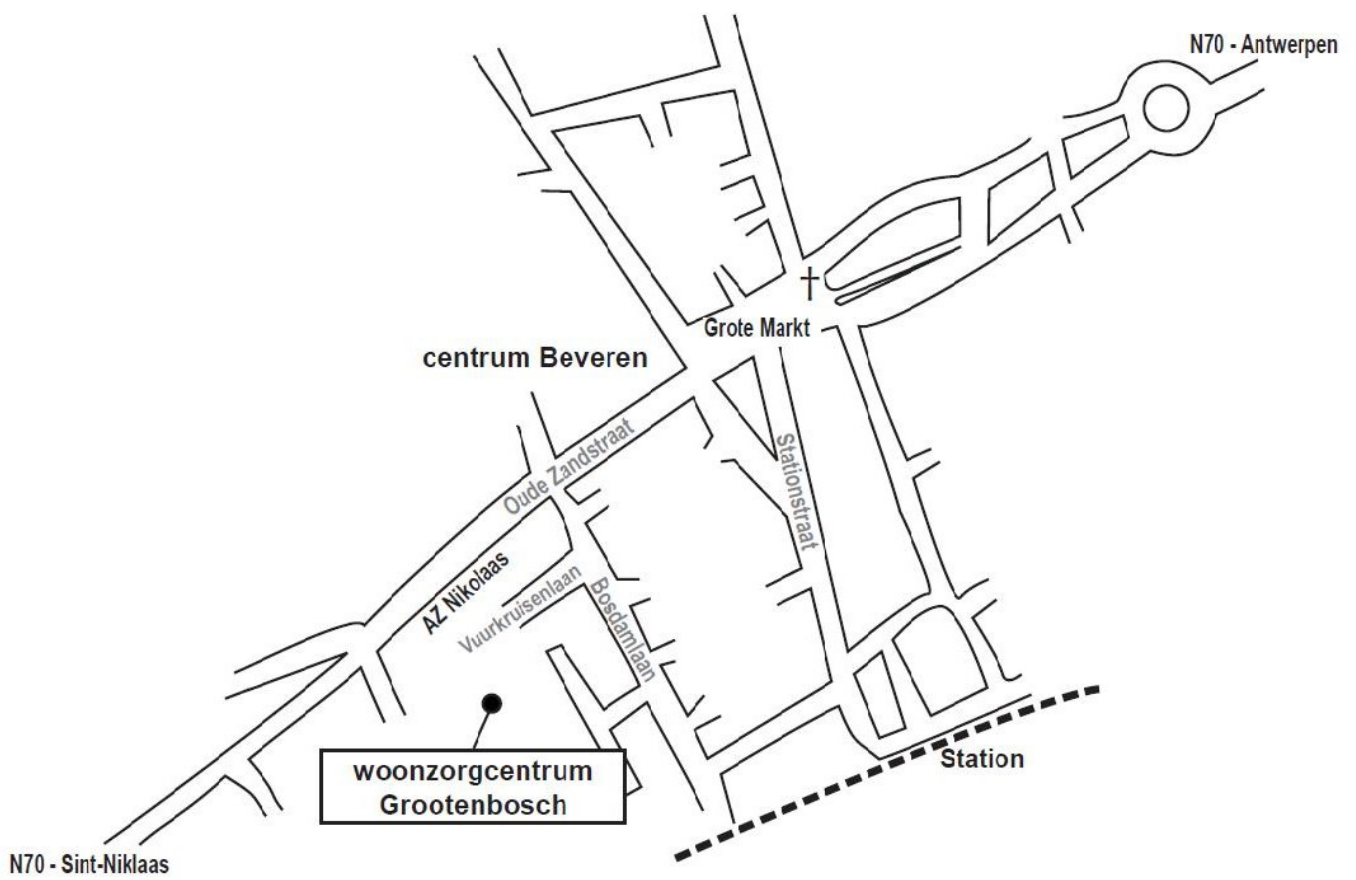 N70 - Antwerpen
Grote Markt
centrum Beveren
Oude Zandstraat
Stationstraat
AZ Nikolaas
Vuurkruisenlaan
Bosdamlaan
woonzorgcentrum
Grootenbosch
Station
N70 - Sint-Niklaas